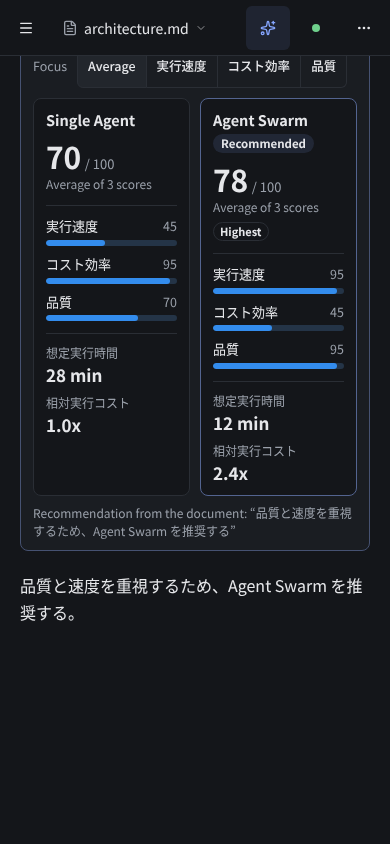 architecture.md
Focus Average 実行速度 コスト効率 品質
Single Agent
70 / 100
Average of 3 scores
実行速度 45
コスト効率 95
品質 70
想定実行時間
28 min
相対実行コスト
1.0x
Agent Swarm
Recommended
78 / 100
Average of 3 scores
Highest
実行速度 95
コスト効率 45
品質 95
想定実行時間
12 min
相対実行コスト
2.4x
Recommendation from the document: “品質と速度を重視
するため、Agent Swarm を推奨する”
品質と速度を重視するため、Agent Swarm を推
奨する。